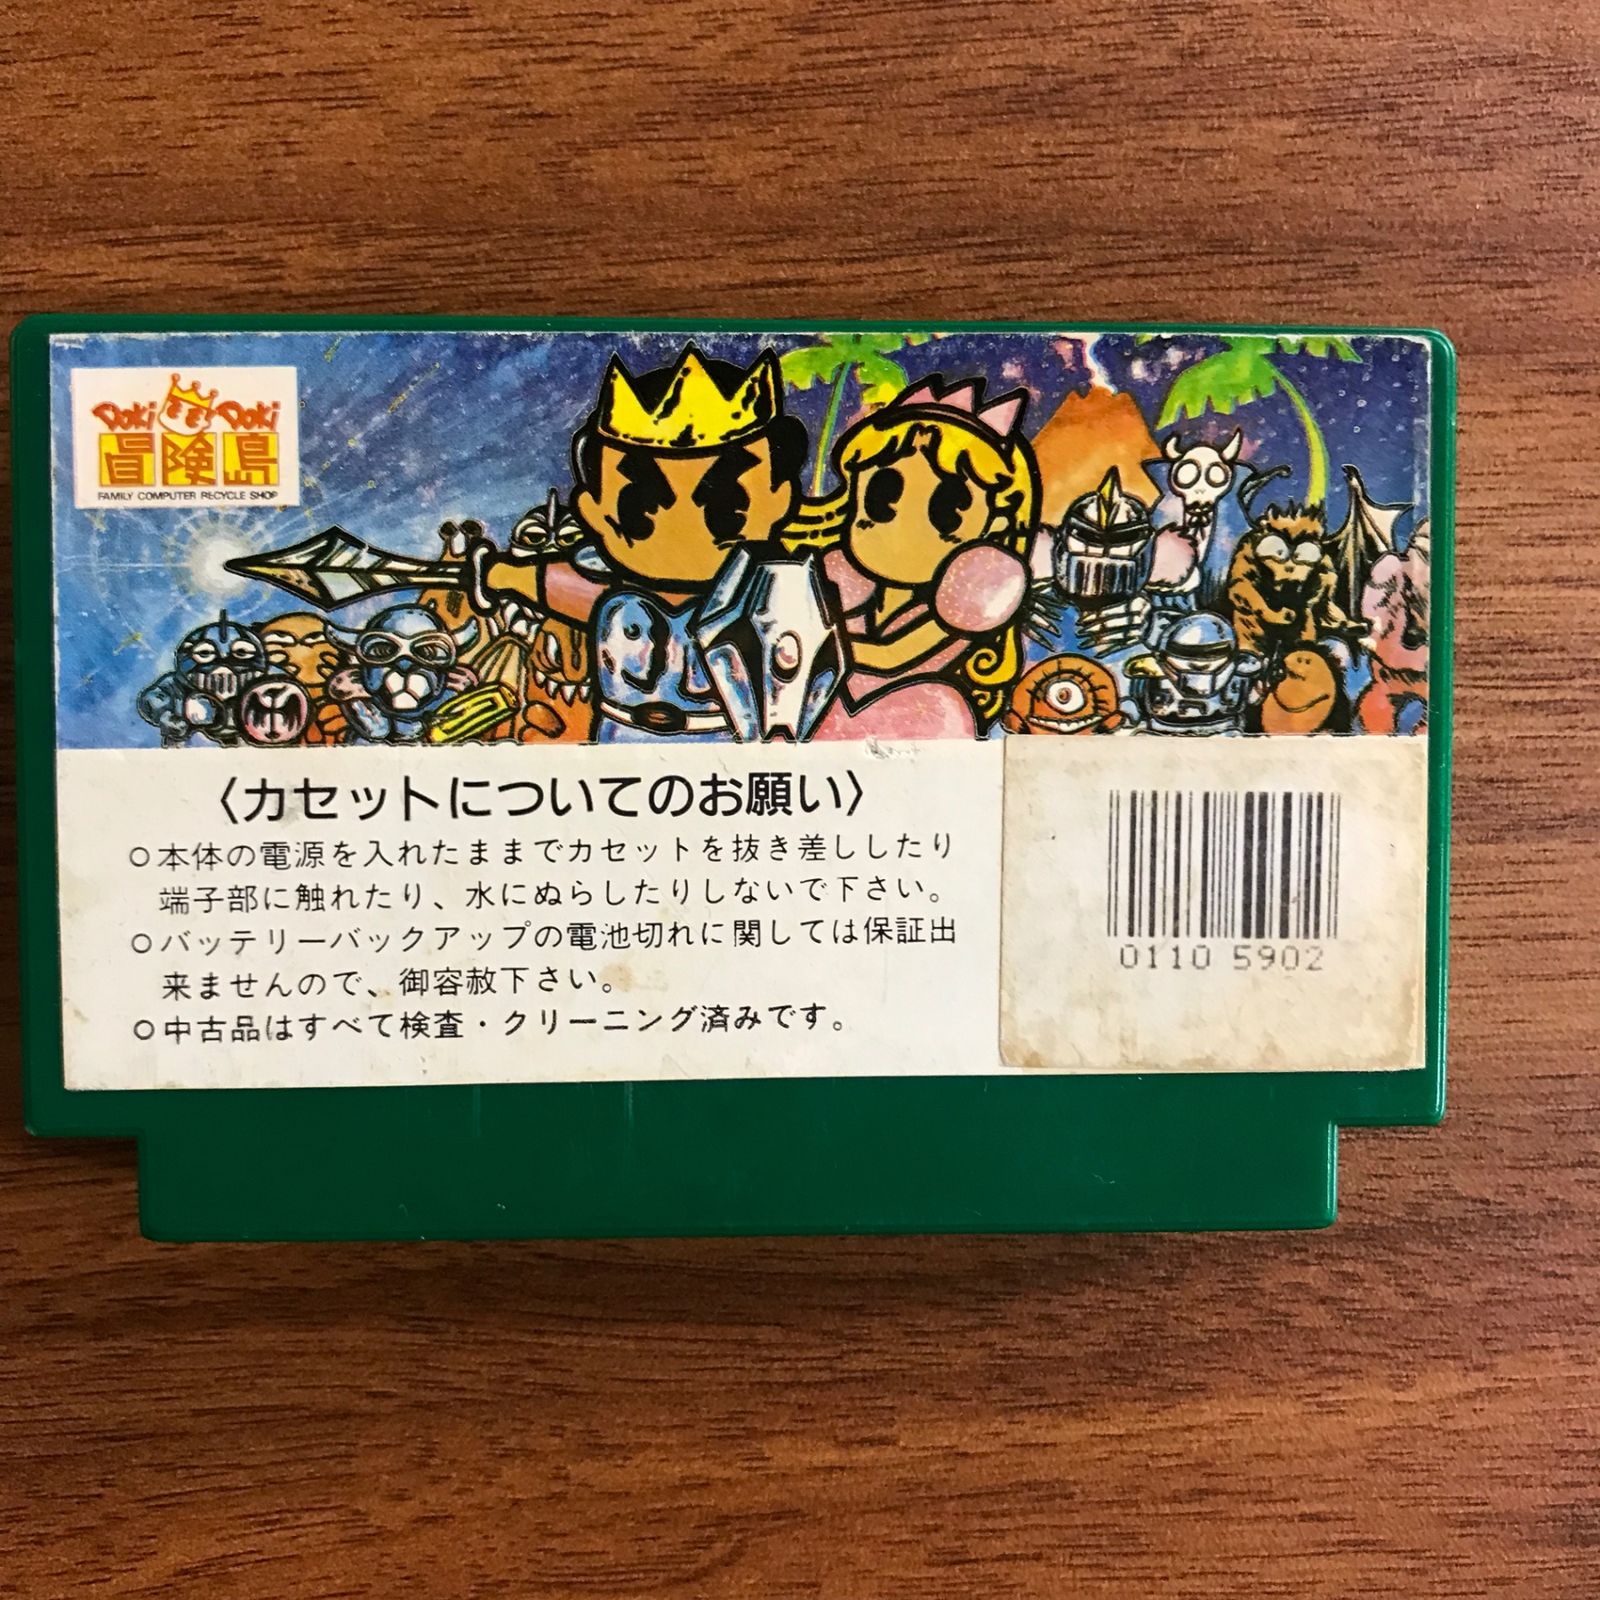 Doki Doki
冒険島
FAMILY COMPUTER RECYCLE SHOP
〈カセットについてのお願い〉
○本体の電源を入れたままでカセットを抜き差ししたり
端子部に触れたり、水にぬらしたりしないで下さい。
○バッテリーバックアップの電池切れに関しては保証出
来ませんので、御容赦下さい。
○中古品はすべて検査・クリーニング済みです。
0110 5902